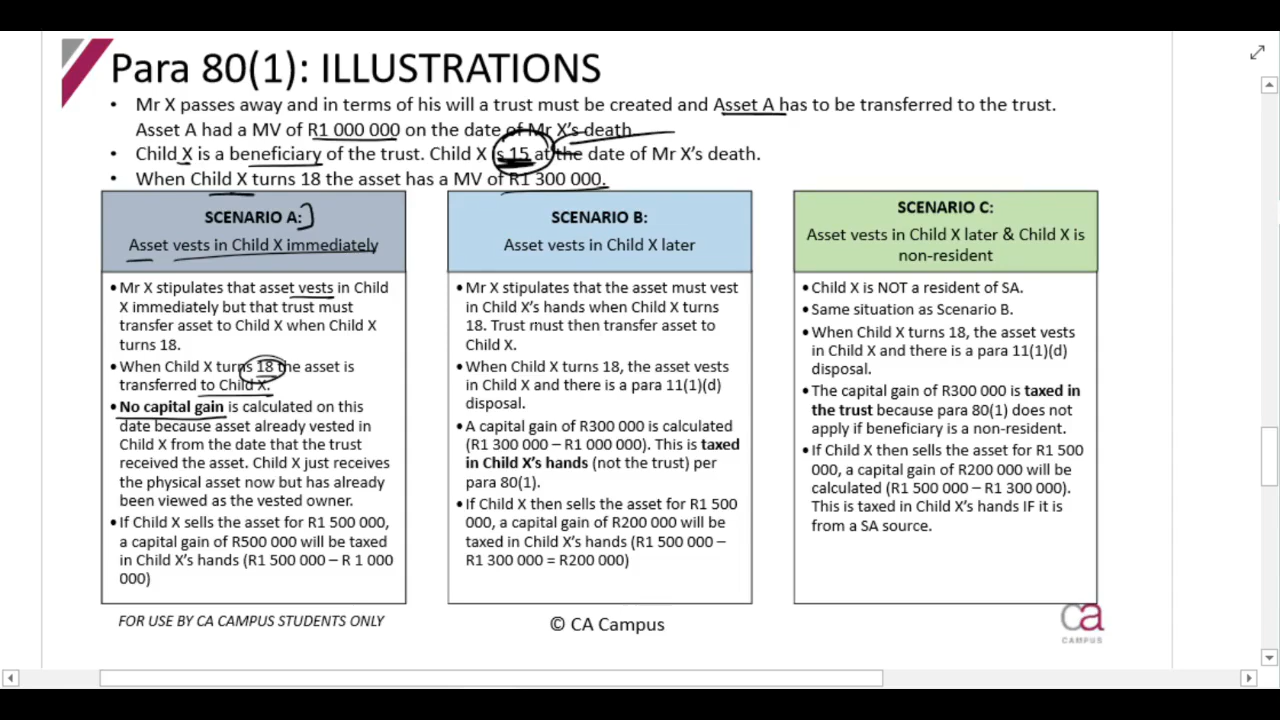 Para 80(1): ILLUSTRATIONS
• Mr X passes away and in terms of his will a trust must be created and Asset A has to be transferred to the trust.
Asset A had a MV of R1 000 000 on the date of Mr X's death.
• Child X is a beneficiary of the trust. Child X is 15 at the date of Mr X's death.
• When Child X turns 18 the asset has a MV of R1 300 000.
SCENARIO A:
Asset vests in Child X immediately
• Mr X stipulates that asset vests in Child
X immediately but that trust must
transfer asset to Child X when Child X
turns 18.
• When Child X turns 18 the asset is
transferred to Child X.
• No capital gain is calculated on this
date because asset already vested in
Child X from the date that the trust
received the asset. Child X just receives
the physical asset now but has already
been viewed as the vested owner.
• If Child X sells the asset for R1 500 000,
a capital gain of R500 000 will be taxed
in Child X's hands (R1 500 000 – R 1 000
000)
SCENARIO B:
Asset vests in Child X later
• Mr X stipulates that the asset must vest
in Child X's hands when Child X turns
18. Trust must then transfer asset to
Child X.
• When Child X turns 18, the asset vests
in Child X and there is a para 11(1)(d)
disposal.
• A capital gain of R300 000 is calculated
(R1 300 000 – R1 000 000). This is taxed
in Child X's hands (not the trust) per
para 80(1).
• If Child X then sells the asset for R1 500
000, a capital gain of R200 000 will be
taxed in Child X's hands (R1 500 000 –
R1 300 000 = R200 000)
SCENARIO C:
Asset vests in Child X later & Child X is
non-resident
• Child X is NOT a resident of SA.
• Same situation as Scenario B.
• When Child X turns 18, the asset vests
in Child X and there is a para 11(1)(d)
disposal.
• The capital gain of R300 000 is taxed in
the trust because para 80(1) does not
apply if beneficiary is a non-resident.
• If Child X then sells the asset for R1 500
000, a capital gain of R200 000 will be
calculated (R1 500 000 – R1 300 000).
This is taxed in Child X's hands IF it is
from a SA source.
FOR USE BY CA CAMPUS STUDENTS ONLY
© CA Campus
ca
CAMPUS